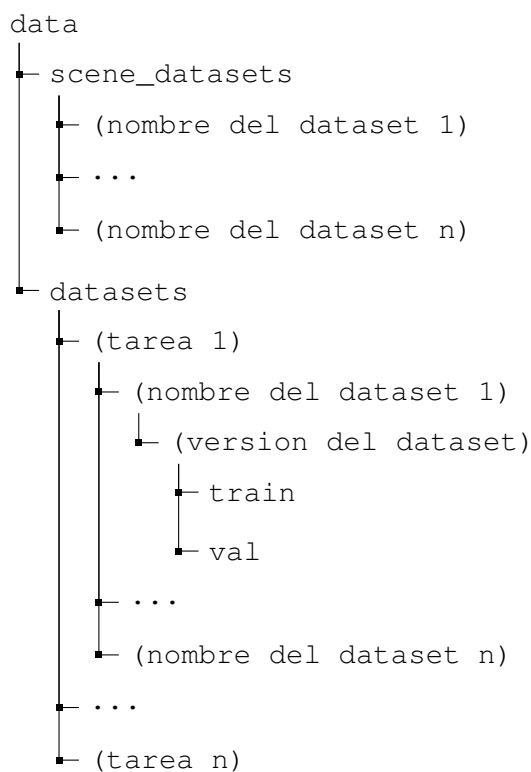 data
scene_datasets
(nombre del dataset 1)
...
(nombre del dataset n)
datasets
(tarea 1)
(nombre del dataset 1)
(version del dataset)
train
val
...
(nombre del dataset n)
...
(tarea n)